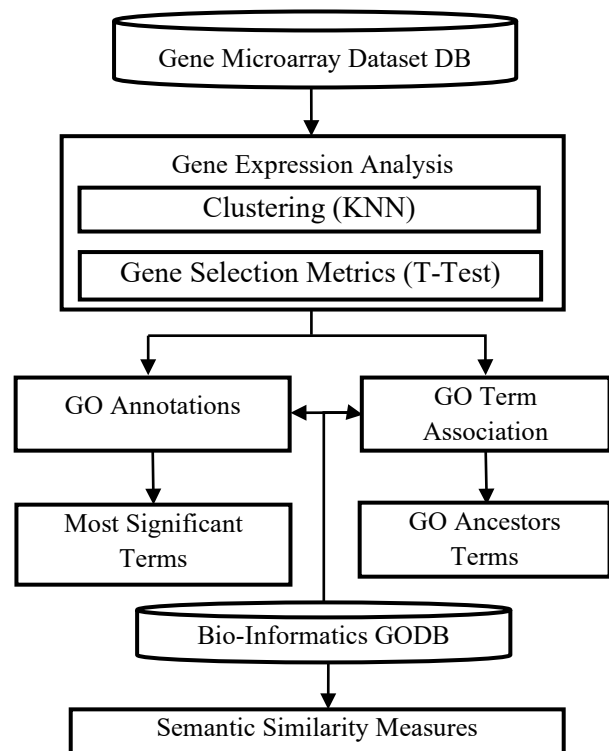 Gene Microarray Dataset DB
Gene Expression Analysis
Clustering (KNN)
Gene Selection Metrics (T-Test)
GO Annotations
GO Term
Association
Most Significant
Terms
GO Ancestors
Terms
Bio-Informatics GODB
Semantic Similarity Measures